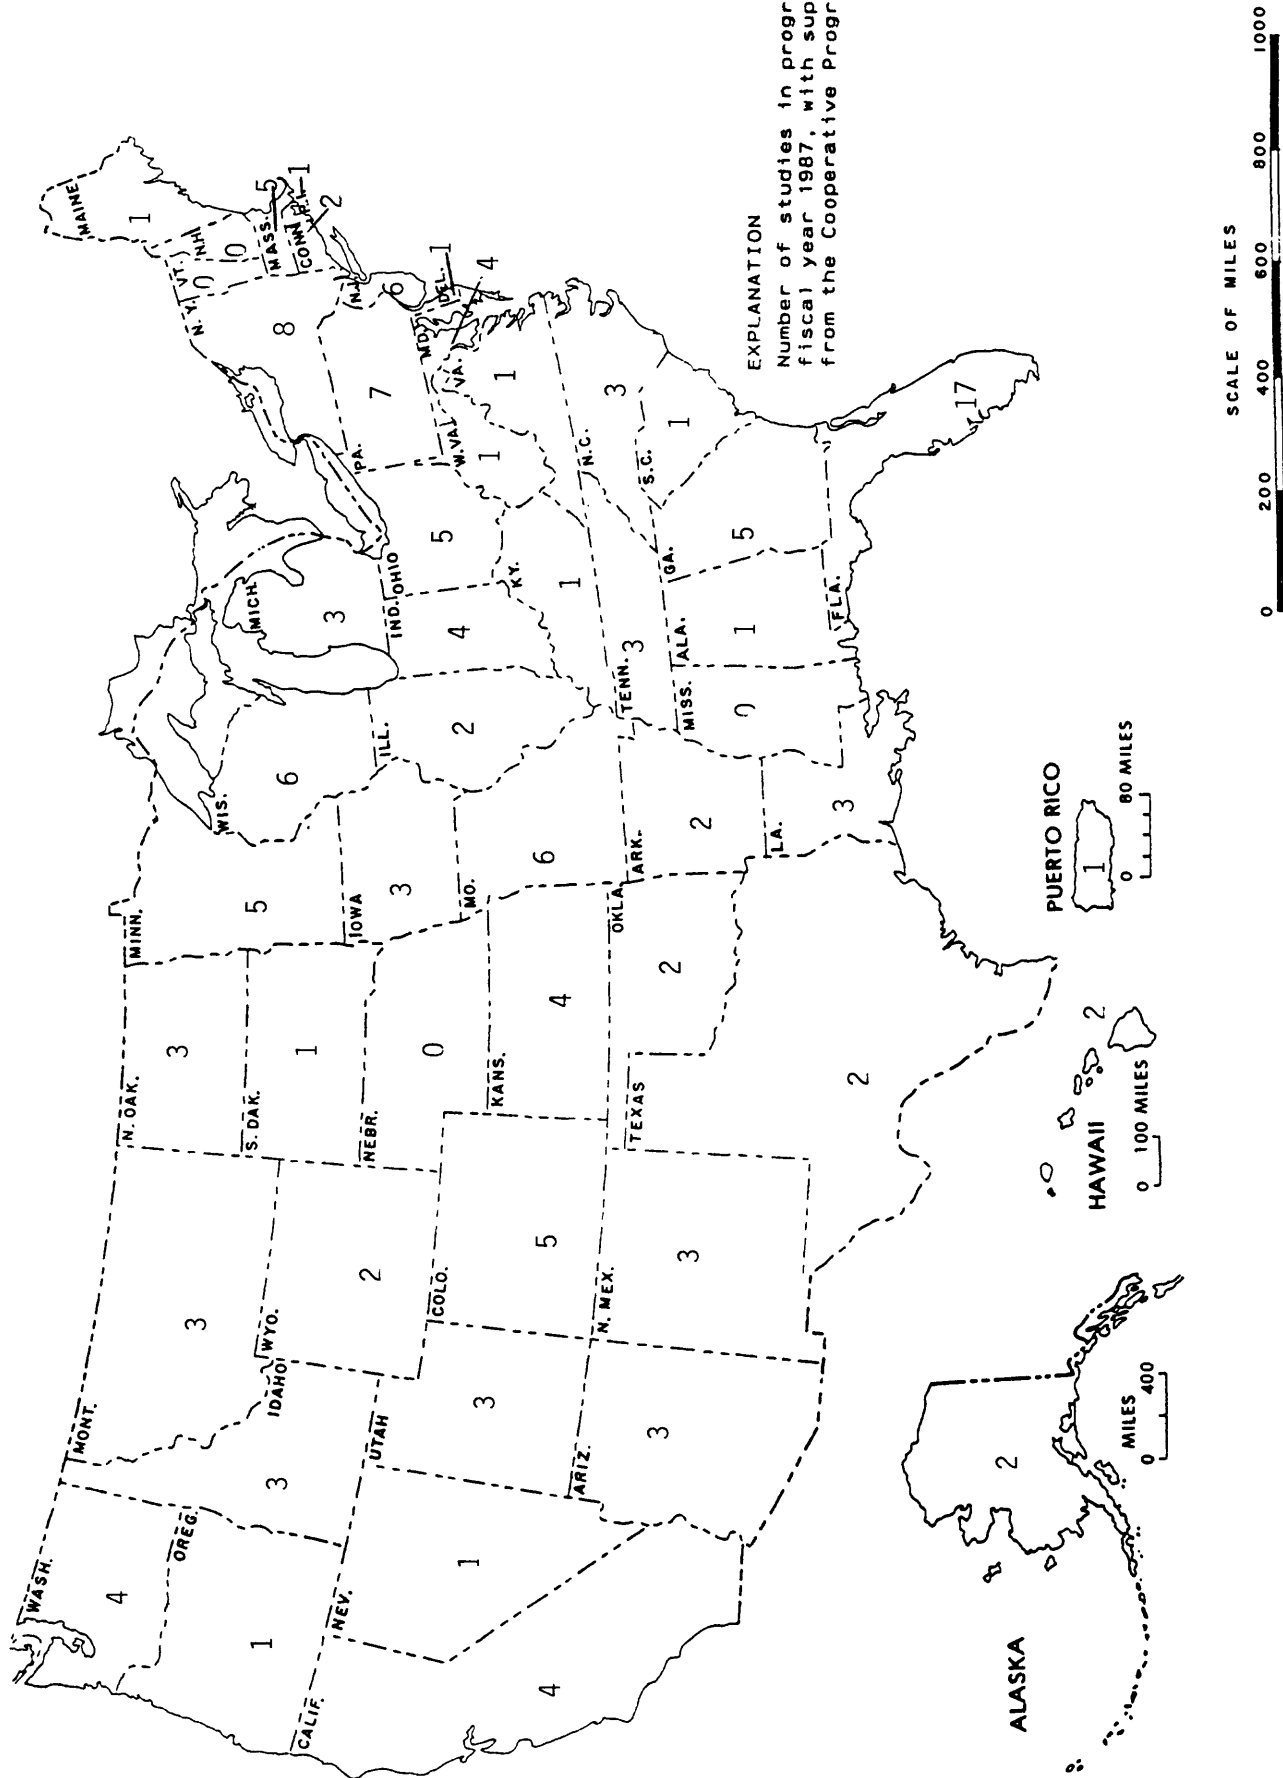 WASH.
4
OREG.
1
CALIF.
4
NEV.
1
IDAHO
3
MONT.
3
WYO.
2
UTAH
3
COLO.
5
ARIZ.
3
N. MEX.
3
N. OAK.
3
S. DAK.
1
NEBR.
0
KANS.
4
OKLA.
2
TEXAS
2
MINN.
5
IOWA
3
MO.
6
ARK.
2
LA.
3
WIS.
6
ILL.
2
MICH.
3
IND.
4
OHIO
5
KY.
1
TENN.
3
MISS.
0
ALA.
1
GA.
5
FLA.
17
S.C.
1
N.C.
3
VA.
1
W.VA.
1
MD.
4
DEL.
1
PA.
7
N.J.
6
N.Y.
8
CONN.
2
R.I.
1
MASS.
5
VT.
0
N.H.
0
MAINE
1
ALASKA
2
MILES
0 400
HAWAII
2
0 100 MILES
PUERTO RICO
1
0 80 MILES
EXPLANATION
Number of studies in progr
fiscal year 1987, with sup
from the Cooperative Progr
SCALE OF MILES
0 200 400 600 800 1000